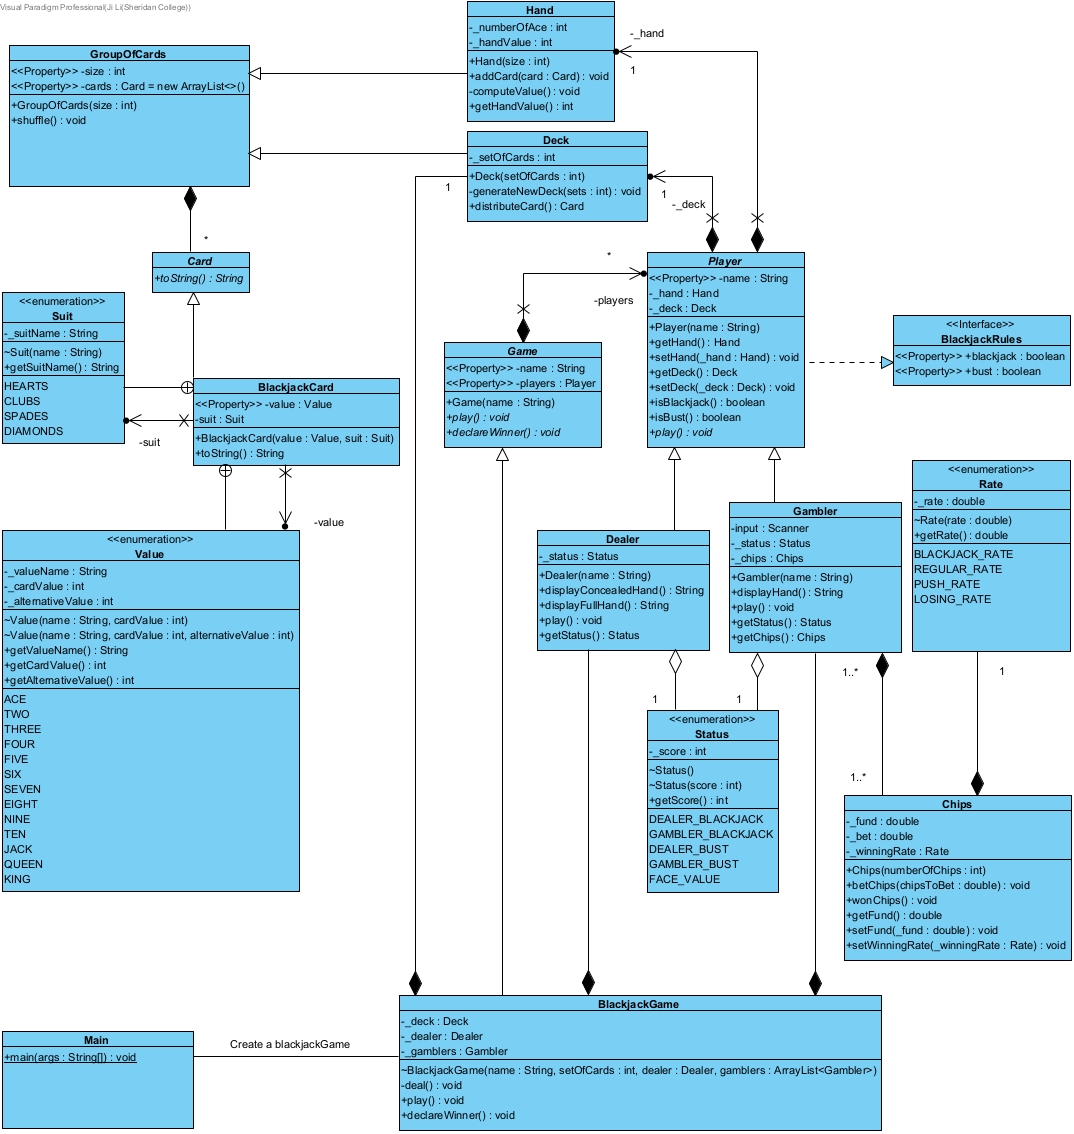 Visual Paradigm Professional(Ji Li(Sheridan College))
Hand
-_numberOfAce : int
-_handValue : int
+Hand(size : int)
+addCard(card : Card) : void
-computeValue() : void
+getHandValue() : int
-_hand
1
GroupOfCards
<<Property>> -size : int
<<Property>> -cards : Card = new ArrayList<>()
+GroupOfCards(size : int)
+shuffle() : void
Deck
-_setOfCards : int
+Deck(setOfCards : int)
-generateNewDeck(sets : int) : void
+distributeCard() : Card
1
1
-_deck
*
Card
+toString() : String
*
-players
Player
<<Property>> -name : String
-_hand : Hand
-_deck : Deck
+Player(name : String)
+getHand() : Hand
+setHand(_hand : Hand) : void
+getDeck() : Deck
+setDeck(_deck : Deck) : void
+isBlackjack() : boolean
+isBust() : boolean
+play() : void
<<enumeration>>
Suit
-_suitName : String
~Suit(name : String)
+getSuitName() : String
HEARTS
CLUBS
SPADES
DIAMONDS
-suit
<<Interface>>
BlackjackRules
<<Property>> +blackjack : boolean
<<Property>> +bust : boolean
Game
<<Property>> -name : String
<<Property>> -players : Player
+Game(name : String)
+play() : void
+declareWinner() : void
BlackjackCard
<<Property>> -value : Value
-suit : Suit
+BlackjackCard(value : Value, suit : Suit)
+toString() : String
-value
<<enumeration>>
Value
-_valueName : String
-_cardValue : int
-_alternativeValue : int
~Value(name : String, cardValue : int)
~Value(name : String, cardValue : int, alternativeValue : int)
+getValueName() : String
+getCardValue() : int
+getAlternativeValue() : int
ACE
TWO
THREE
FOUR
FIVE
SIX
SEVEN
EIGHT
NINE
TEN
JACK
QUEEN
KING
Dealer
-_status : Status
+Dealer(name : String)
+displayConcealedHand() : String
+displayFullHand() : String
+play() : void
+getStatus() : Status
Gambler
-input : Scanner
-_status : Status
-_chips : Chips
+Gambler(name : String)
+displayHand() : String
+play() : void
+getStatus() : Status
+getChips() : Chips
<<enumeration>>
Rate
-_rate : double
~Rate(rate : double)
+getRate() : double
BLACKJACK_RATE
REGULAR_RATE
PUSH_RATE
LOSING_RATE
1
1
1..*
1
1..*
<<enumeration>>
Status
-_score : int
~Status()
~Status(score : int)
+getScore() : int
DEALER_BLACKJACK
GAMBLER_BLACKJACK
DEALER_BUST
GAMBLER_BUST
FACE_VALUE
Chips
-_fund : double
-_bet : double
-_winningRate : Rate
+Chips(numberOfChips : int)
+betChips(chipsToBet : double) : void
+wonChips() : void
+getFund() : double
+setFund(_fund : double) : void
+setWinningRate(_winningRate : Rate) : void
Main
+main(args : String[]) : void
Create a blackjackGame
BlackjackGame
-_deck : Deck
-_dealer : Dealer
-_gamblers : Gambler
~BlackjackGame(name : String, setOfCards : int, dealer : Dealer, gamblers : ArrayList<Gambler>)
-deal() : void
+play() : void
+declareWinner() : void